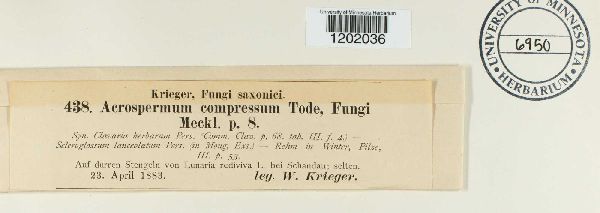 University of Minnesota Herbarium
1202036
UNIVERSITY OF MINNESOTA
6950
HERBARIUM
Krieger, Fungi saxonici.
438. Acrospermum compressum Tode, Fungi
Meckl. p. 8.
Syn. Clavaria herbarum Pers. (Comm. Clav. p. 68. tab. III. f. 4.) —
Scleroglossum lanceolatum Pers. (in Moug. Exs.) — Rehm in Winter, Pilze,
III. p. 53.
Auf dürren Stengeln von Lunaria rediviva L. bei Schandau; selten.
23. April 1883. leg. W. Krieger.